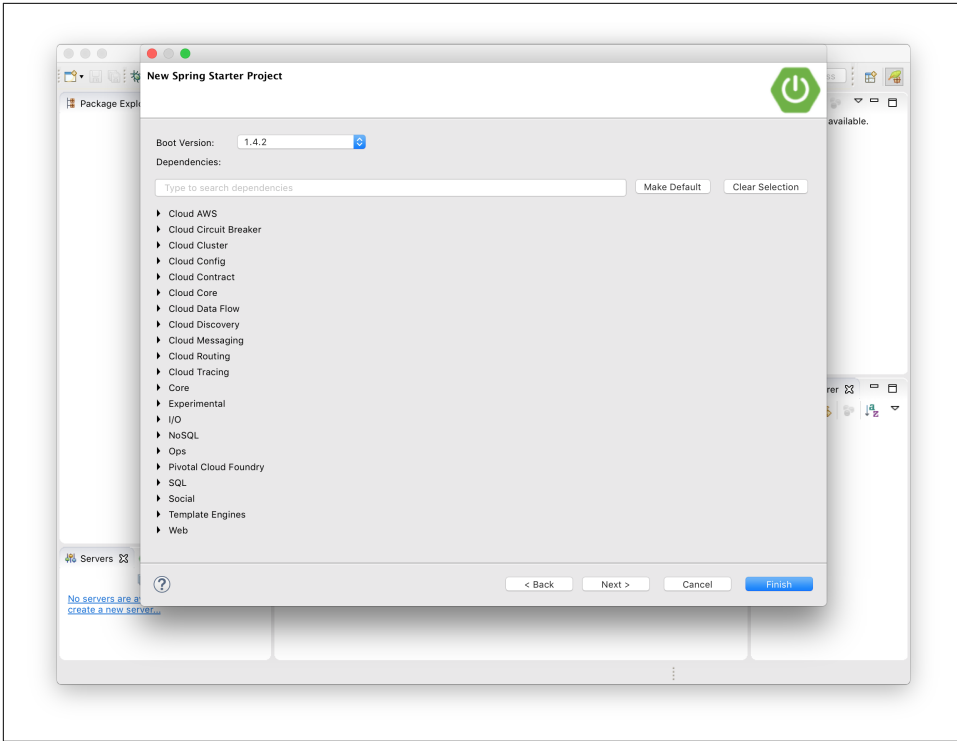 New Spring Starter Project
Package Explo
available.
Boot Version: 1.4.2
Dependencies:
Type to search dependencies Make Default Clear Selection
Cloud AWS
Cloud Circuit Breaker
Cloud Cluster
Cloud Config
Cloud Contract
Cloud Core
Cloud Data Flow
Cloud Discovery
Cloud Messaging
Cloud Routing
Cloud Tracing
Core
Experimental
I/O
NoSQL
Ops
Pivotal Cloud Foundry
SQL
Social
Template Engines
Web
rer
Servers
< Back Next > Cancel Finish
No servers are a
create a new server...